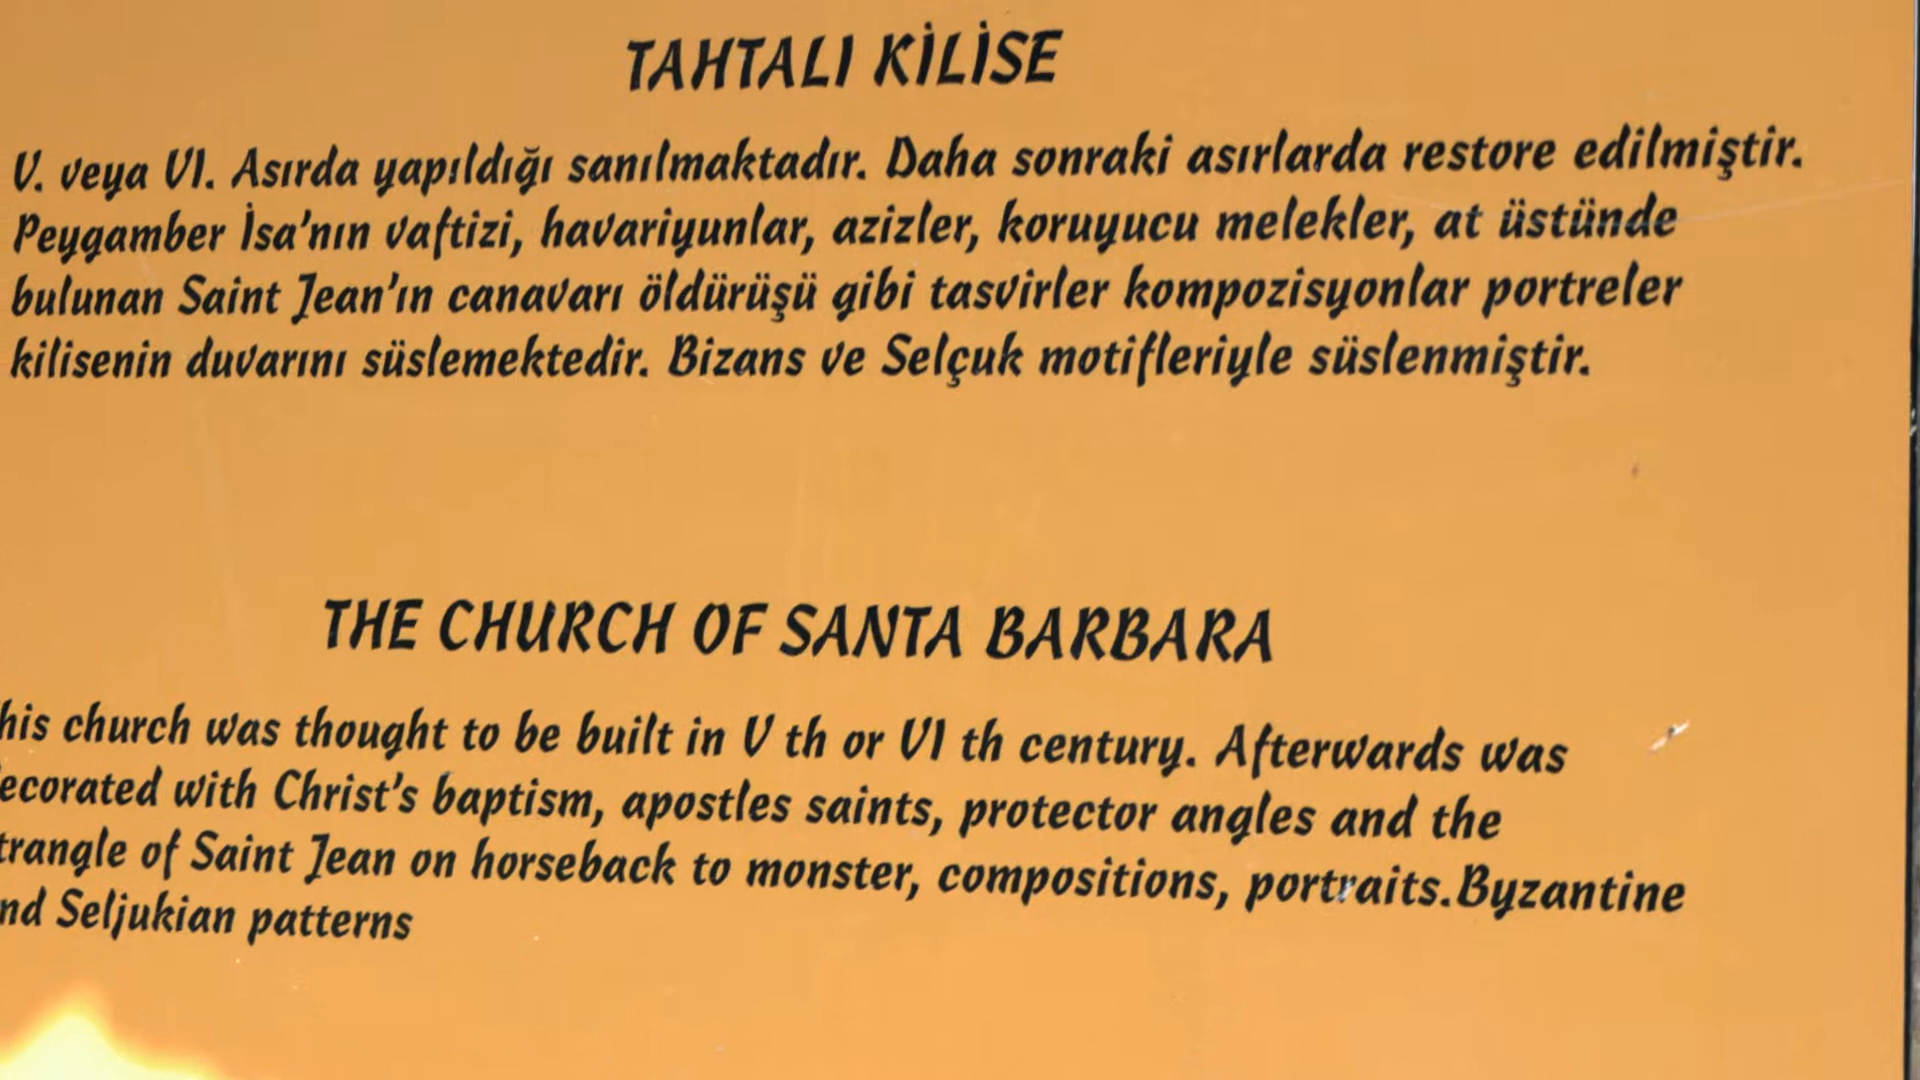 TAHTALI KİLİSE
V. veya VI. Asırda yapıldığı sanılmaktadır. Daha sonraki asırlarda restore edilmiştir.
Peygamber İsa'nın vaftizi, havariyunlar, azizler, koruyucu melekler, at üstünde
bulunan Saint Jean'ın canavarı öldürüşü gibi tasvirler kompozisyonlar portreler
kilisenin duvarını süslemektedir. Bizans ve Selçuk motifleriyle süslenmiştir.
THE CHURCH OF SANTA BARBARA
his church was thought to be built in V th or VI th century. Afterwards was
ecorated with Christ's baptism, apostles saints, protector angles and the
trangle of Saint Jean on horseback to monster, compositions, portraits.Byzantine
nd Seljukian patterns